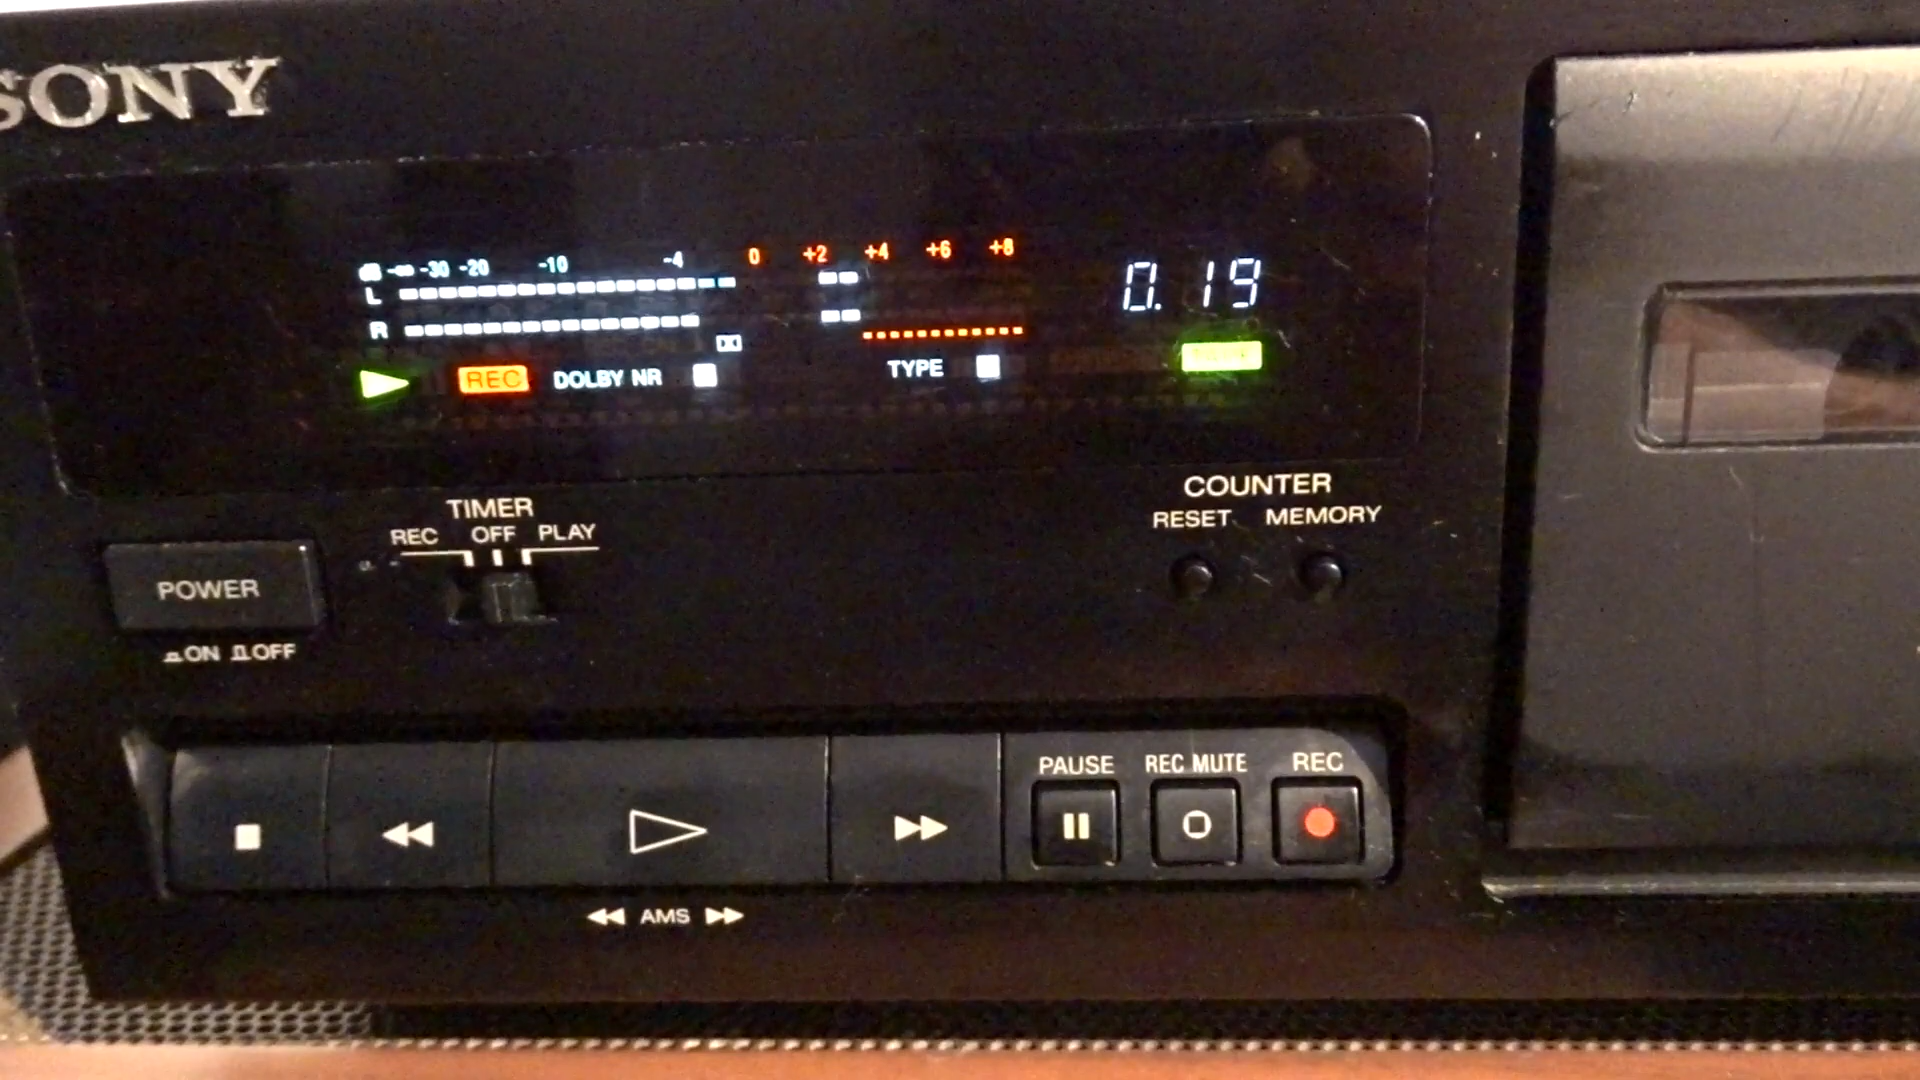 SONY
dB -∞ -30 -20 -10 -4 0 +2 +4 +6 +8
0.19
L
R
REC DOLBY NR
TYPE
TIMER
REC OFF PLAY
COUNTER
RESET MEMORY
POWER
ON OFF
PAUSE REC MUTE REC
AMS